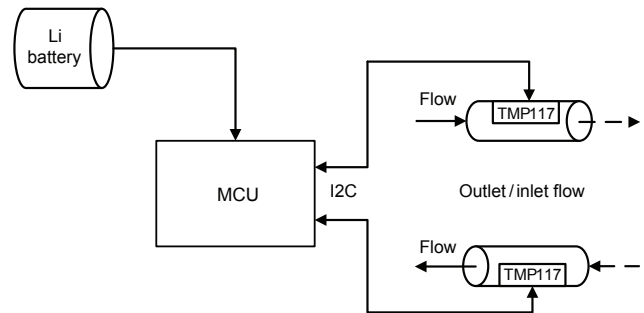 Li
battery
Flow
TMP117
MCU
I2C
Outlet / inlet flow
Flow
TMP117